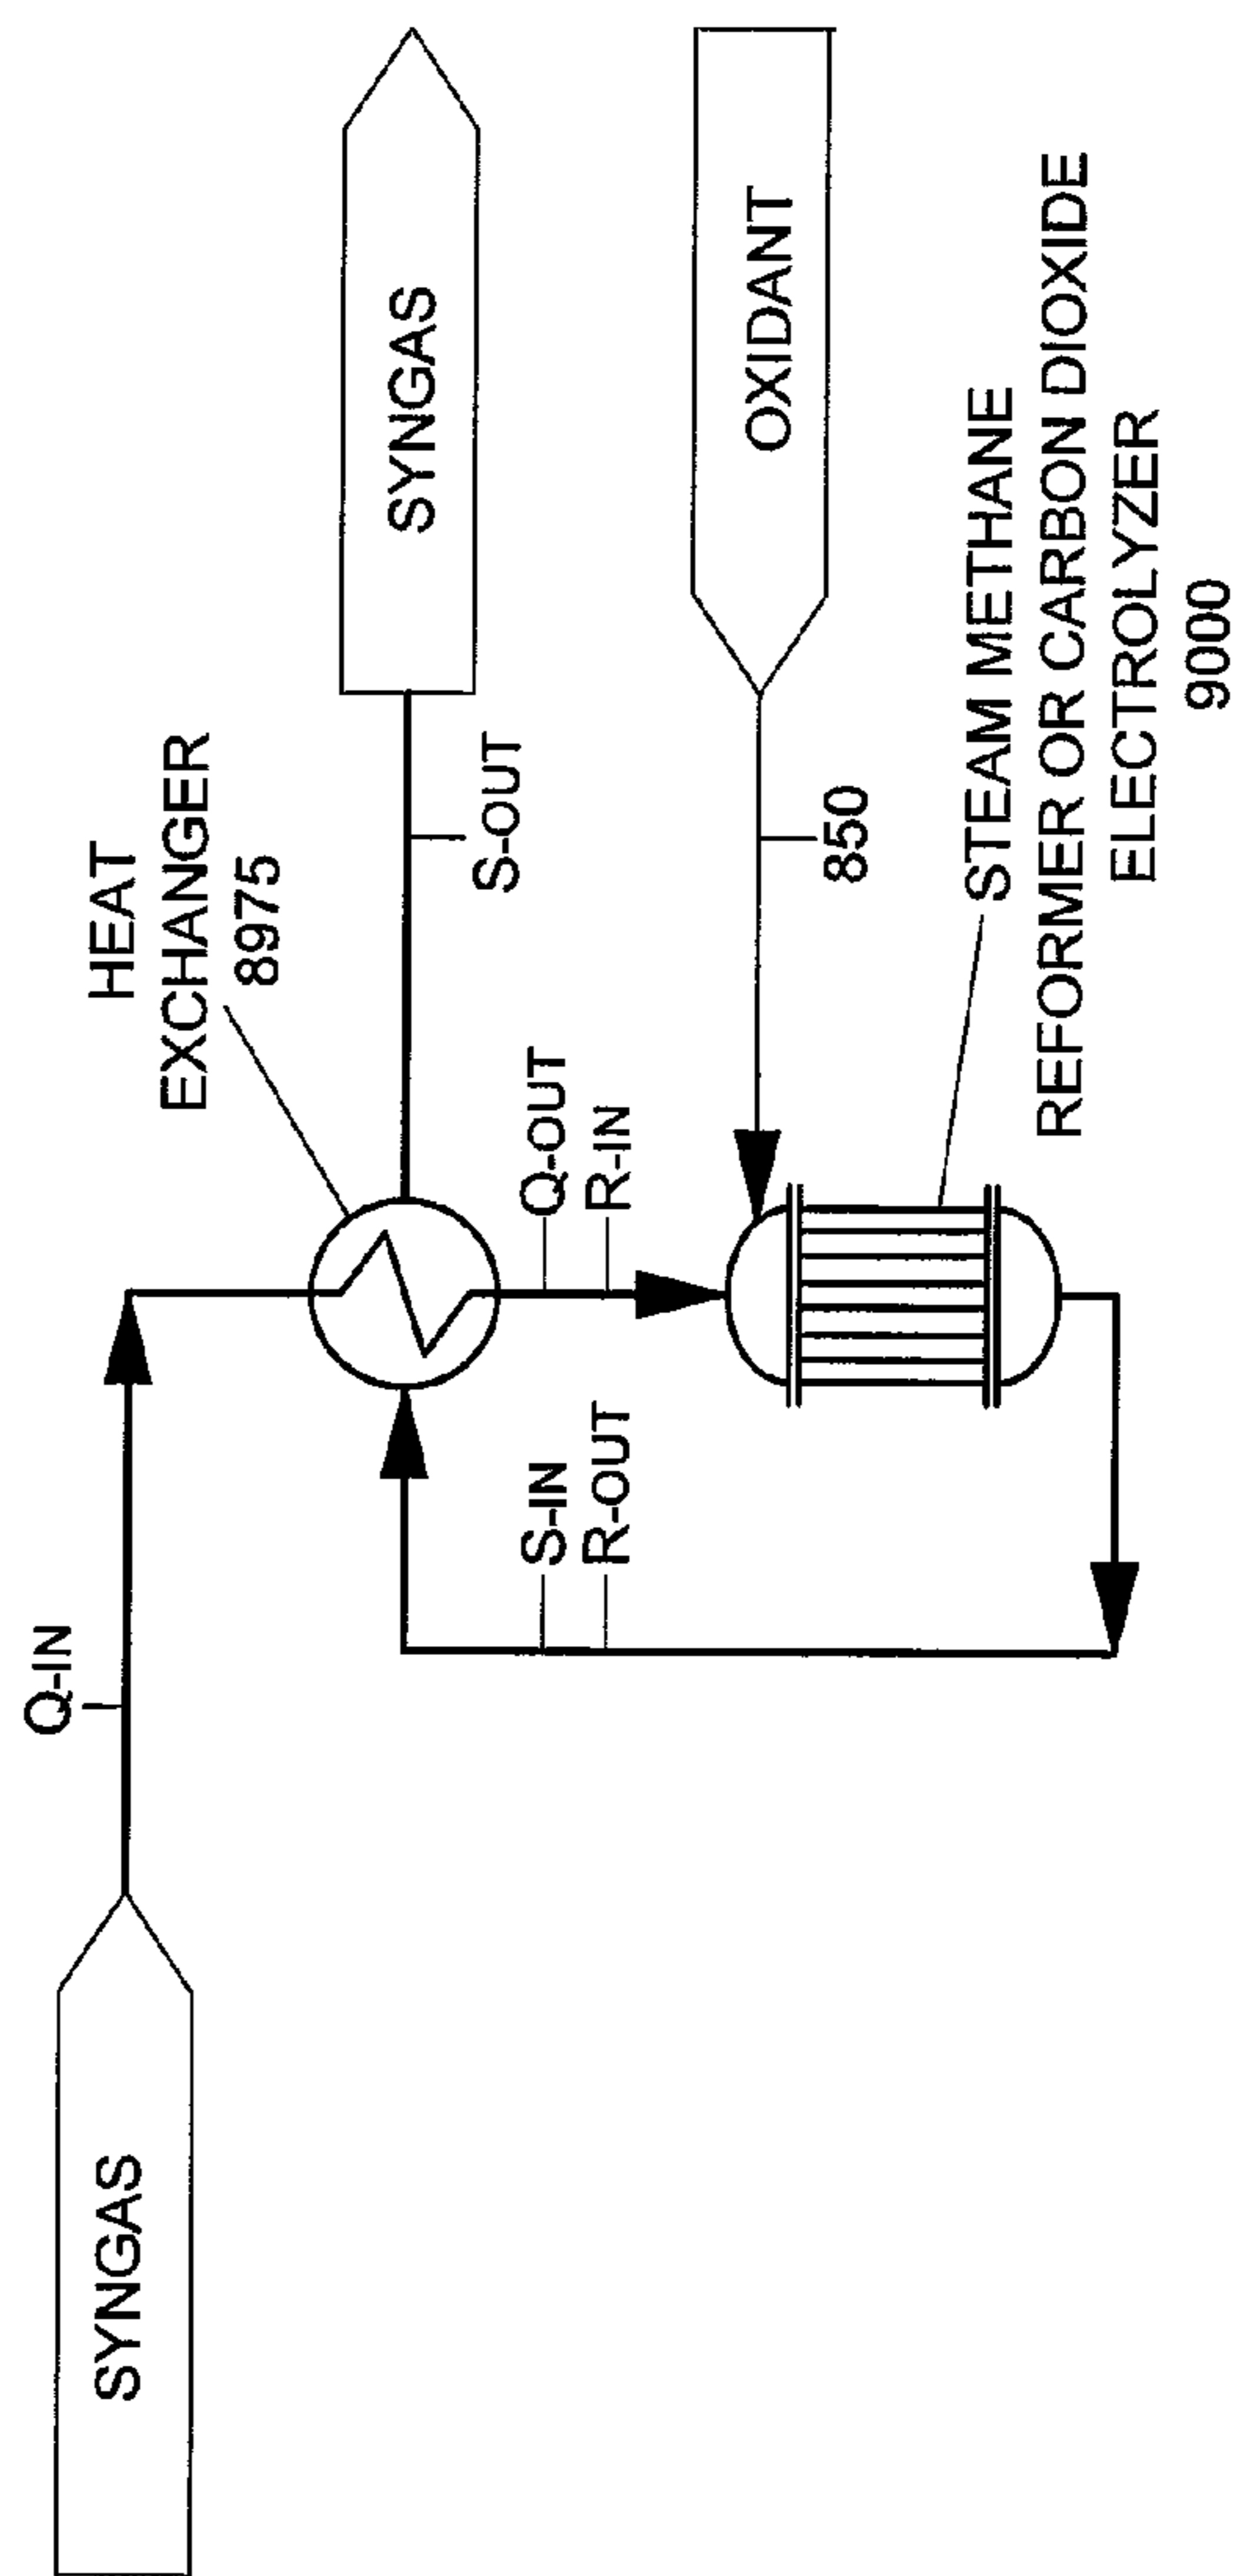 SYNGAS
Q-IN
HEAT
EXCHANGER
8975
SYNGAS
S-OUT
Q-OUT
R-IN
S-IN
R-OUT
OXIDANT
850
STEAM METHANE
REFORMER OR CARBON DIOXIDE
ELECTROLYZER
9000